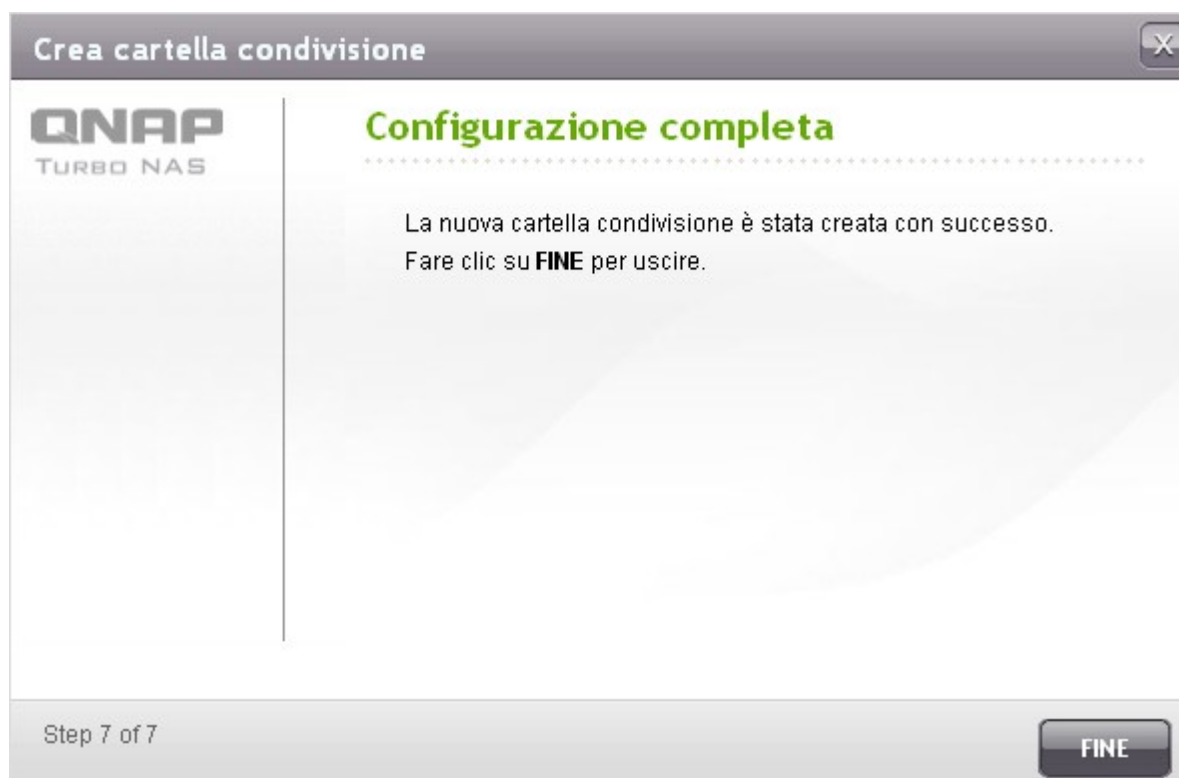 Crea cartella condivisione
X
QNAP
TURBO NAS
Configurazione completa
La nuova cartella condivisione è stata creata con successo.
Fare clic su FINE per uscire.
Step 7 of 7
FINE